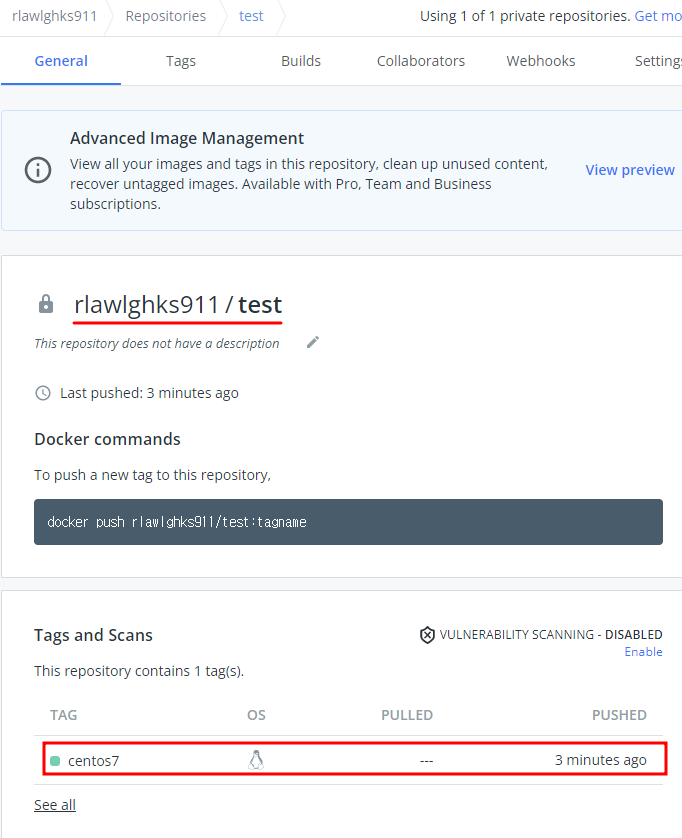 rlawlghks911 Repositories test Using 1 of 1 private repositories. Get mo
General Tags Builds Collaborators Webhooks Settings
Advanced Image Management
View all your images and tags in this repository, clean up unused content,
recover untagged images. Available with Pro, Team and Business
subscriptions.
View preview
rlawlghks911 / test
This repository does not have a description
Last pushed: 3 minutes ago
Docker commands
To push a new tag to this repository,
docker push rlawlghks911/test:tagname
Tags and Scans
VULNERABILITY SCANNING - DISABLED
Enable
This repository contains 1 tag(s).
TAG OS PULLED PUSHED
centos7 --- 3 minutes ago
See all